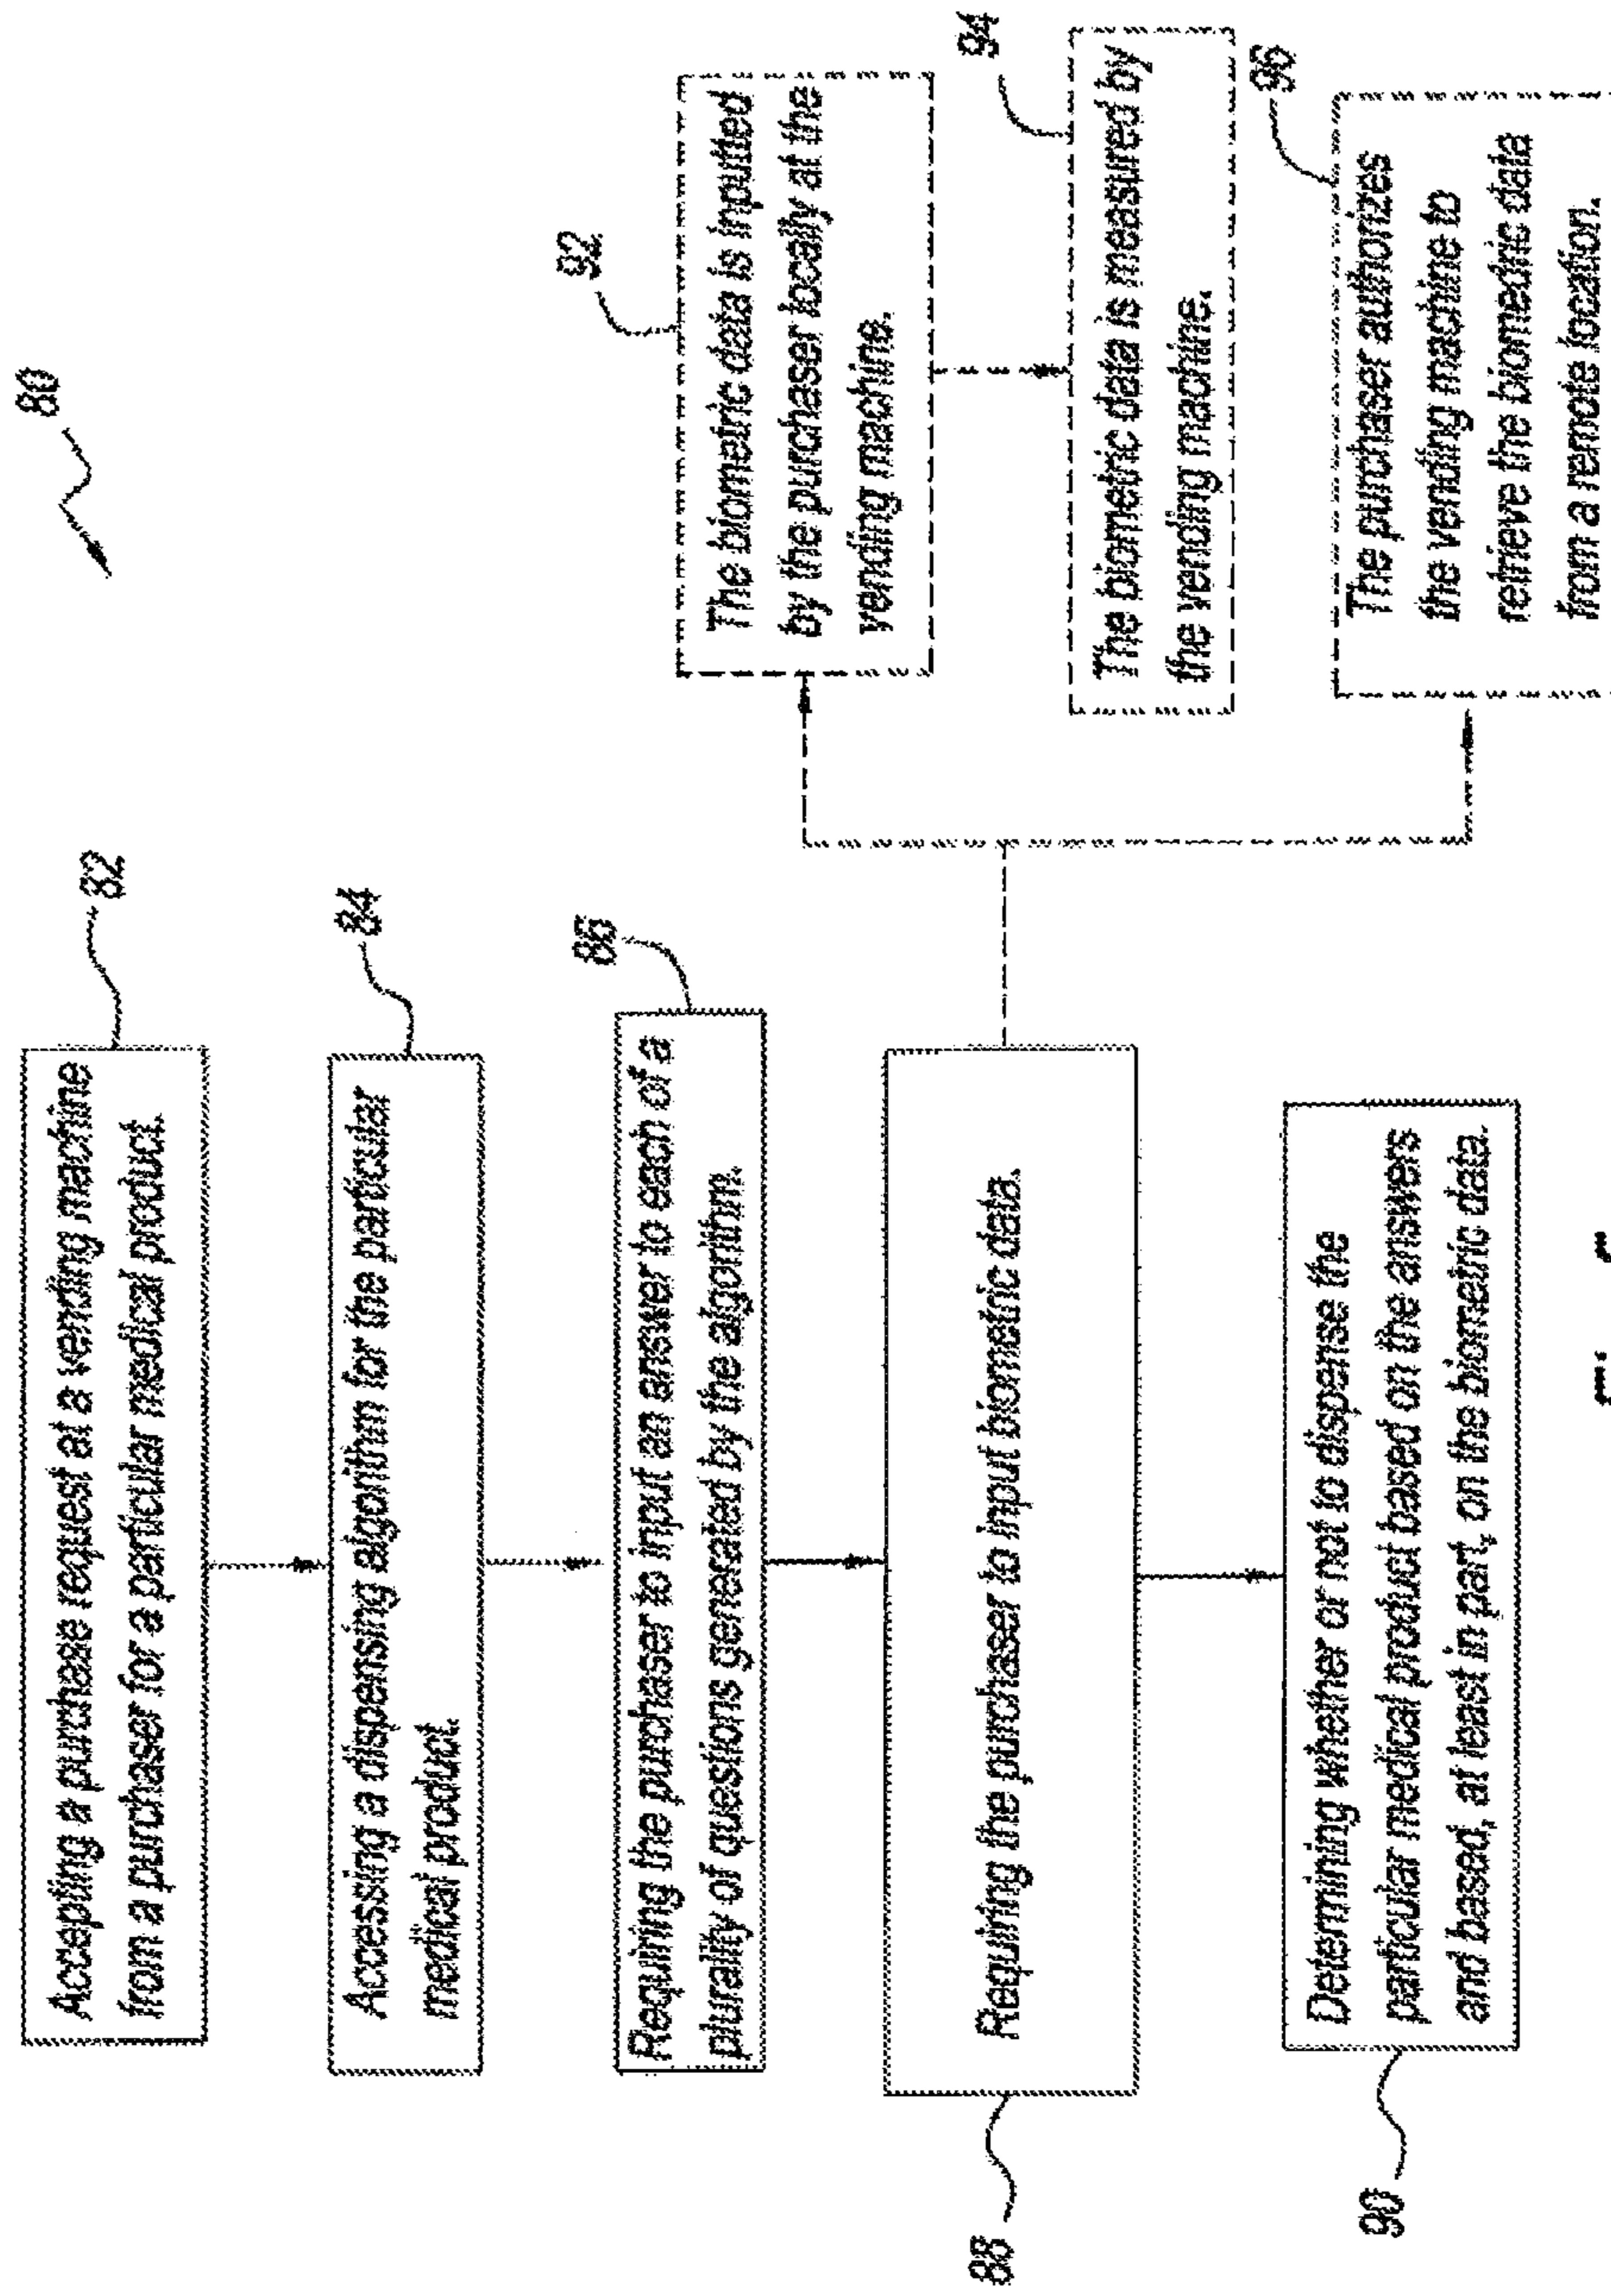 80
82
Accepting a purchase request at a vending machine
from a purchaser for a particular medical product.
84
Accessing a dispensing algorithm for the particular
medical product.
86
Requiring the purchaser to input an answer to each of a
plurality of questions generated by the algorithm.
88
Requiring the purchaser to input biometric data.
90
Determining whether or not to dispense the
particular medical product based on the answers
and based, at least in part, on the biometric data.
92
The biometric data is inputted
by the purchaser locally at the
vending machine.
94
The biometric data is measured by
the vending machine.
96
The purchaser authorizes
the vending machine to
retrieve the biomedric data
from a remote location.